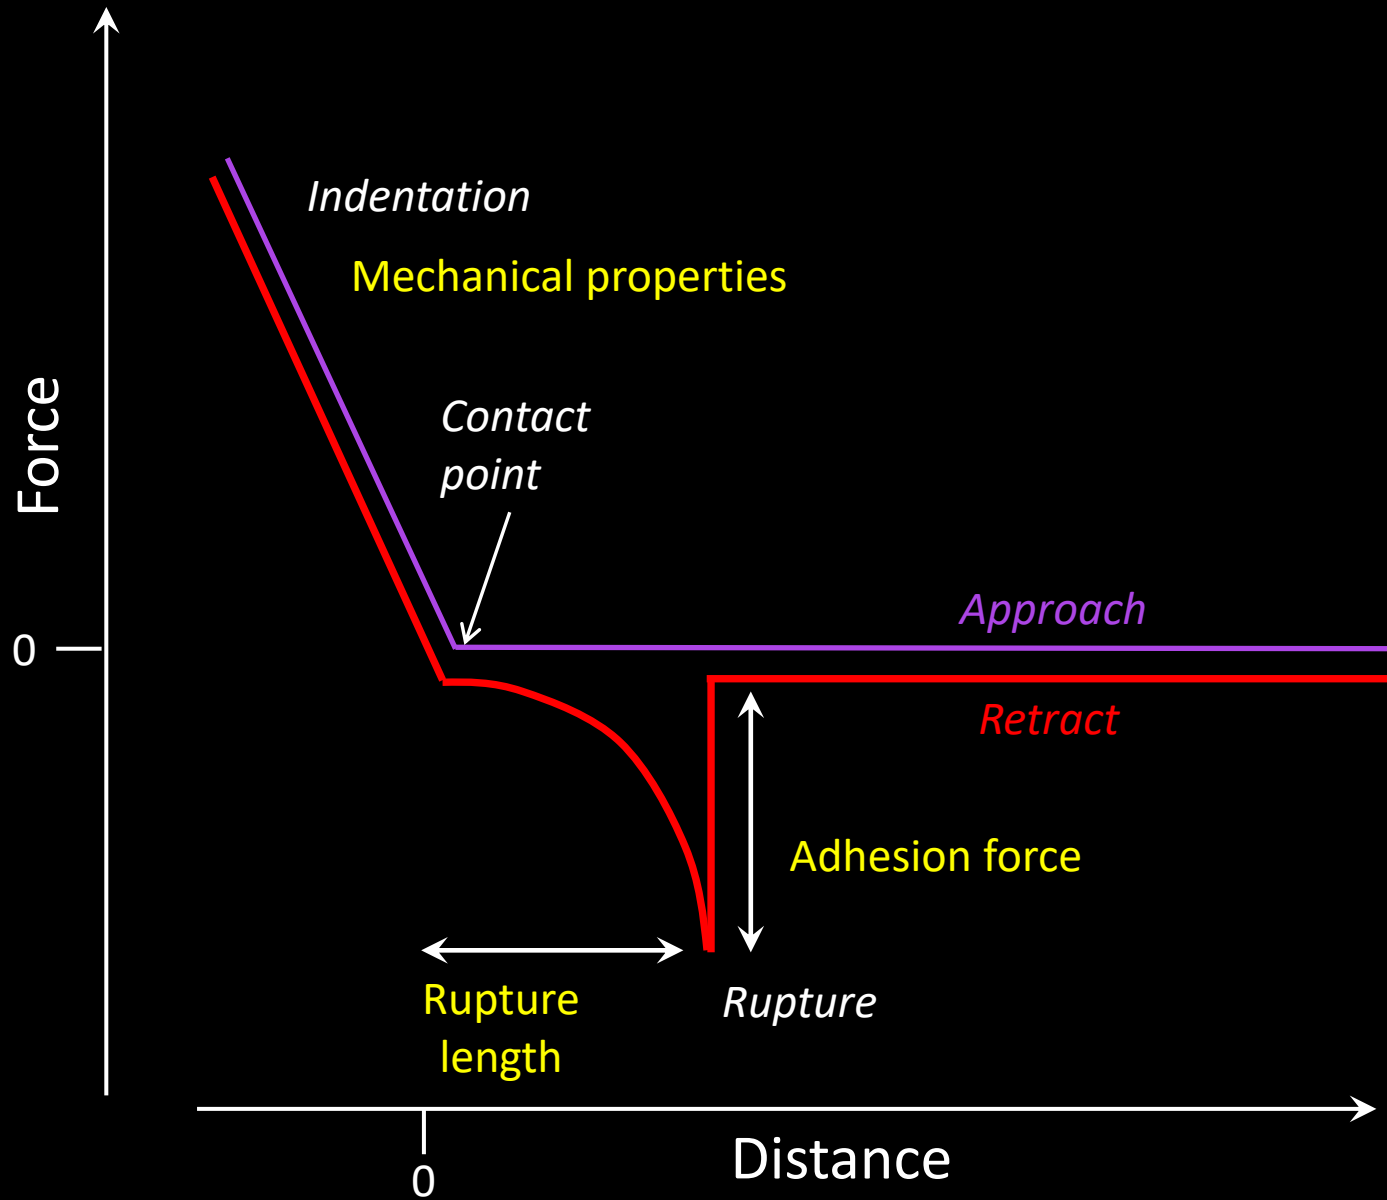 Indentation
Mechanical properties
Contact
point
Force
Approach
0
Retract
Adhesion force
Rupture
length
Rupture
Distance
0